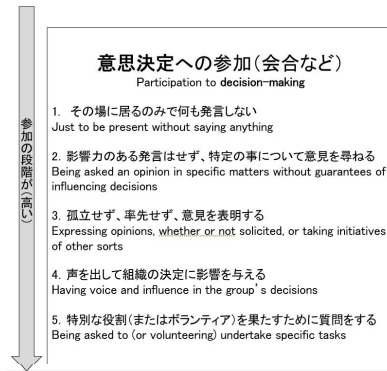 参加の段階が(高い)
意思決定への参加(会合など)
Participation to decision-making
1. その場に居るのみで何も発言しない
Just to be present without saying anything
2. 影響力のある発言はせず、特定の事について意見を尋ねる
Being asked an opinion in specific matters without guarantees of
influencing decisions
3. 孤立せず、率先せず、意見を表明する
Expressing opinions, whether or not solicited, or taking initiatives
of other sorts
4. 声を出して組織の決定に影響を与える
Having voice and influence in the group's decisions
5. 特別な役割(またはボランティア)を果たすために質問をする
Being asked to (or volunteering) undertake specific tasks